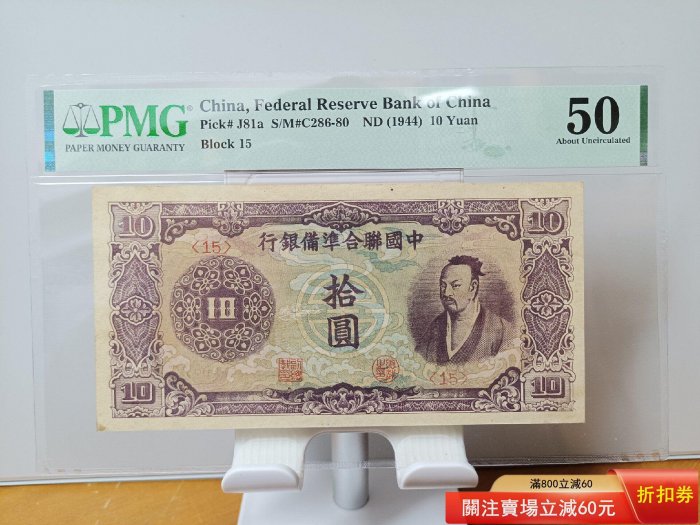 PMG
PAPER MONEY GUARANTY
China, Federal Reserve Bank of China
Pick# J81a S/M#C286-80 ND (1944) 10 Yuan
Block 15
50
About Uncirculated
10
10
行銀備準合聯國中
〈15〉
拾圓
〈15〉
10
10
滿800立減60
關注賣場立減60元
折扣券